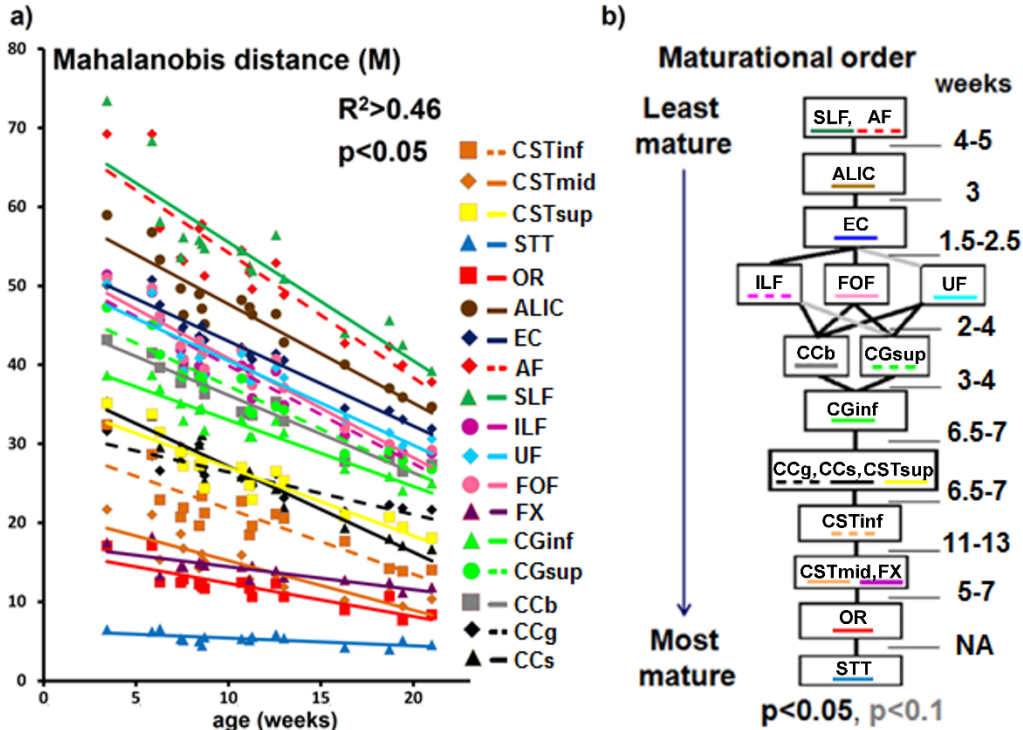 a)
Mahalanobis distance (M)
R²>0.46
p<0.05
80
70
60
50
40
30
20
10
0
0 5 10 15 20
age (weeks)
CSTinf
CSTmid
CSTsup
STT
OR
ALIC
EC
AF
SLF
ILF
UF
FOF
FX
CGinf
CGsup
CCb
CCg
CCs
b)
Maturational order
weeks
Least
mature
SLF, AF
4-5
ALIC
3
EC
1.5-2.5
ILF FOF UF
2-4
CCb CGsup
3-4
CGinf
6.5-7
CCg,CCs,CSTsup
6.5-7
CSTinf
11-13
CSTmid,FX
5-7
OR
NA
STT
Most
mature
p<0.05, p<0.1